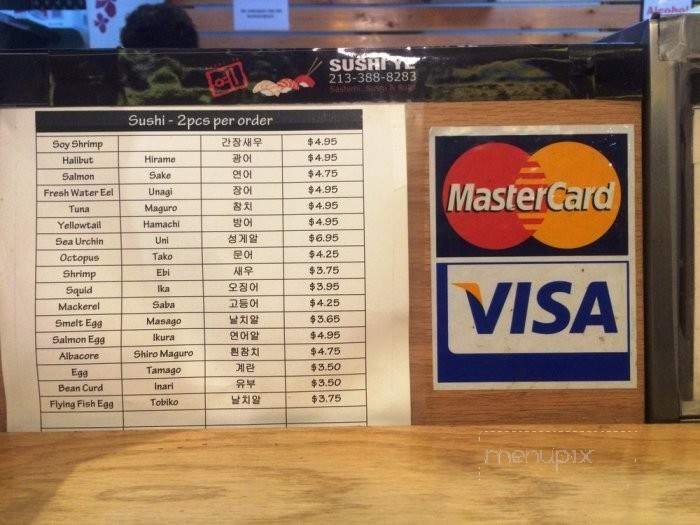 예
SUSHI YE
213-388-8283
Sashimi, Sushi & Rolls
Sushi - 2pcs per order
Soy Shrimp 간장새우 $4.95
Halibut Hirame 광어 $4.95
Salmon Sake 연어 $4.75
Fresh Water Eel Unagi 장어 $4.95
Tuna Maguro 참치 $4.95
Yellowtail Hamachi 방어 $4.95
Sea Urchin Uni 성게알 $6.95
Octopus Tako 문어 $4.25
Shrimp Ebi 새우 $3.75
Squid Ika 오징어 $3.95
Mackerel Saba 고등어 $4.25
Smelt Egg Masago 날치알 $3.65
Salmon Egg Ikura 연어알 $4.95
Albacore Shiro Maguro 흰참치 $4.75
Egg Tamago 계란 $3.50
Bean Curd Inari 유부 $3.50
Flying Fish Egg Tobiko 날치알 $3.75
MasterCard
VISA
menupix
Alcohol